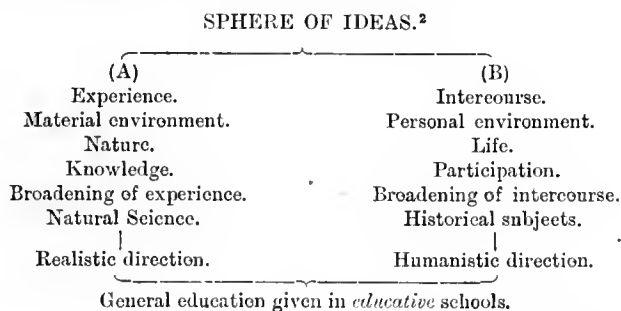 SPHERE OF IDEAS.²
(A)
Experience.
Material environment.
Nature.
Knowledge.
Broadening of experience.
Natural Science.
Realistic direction.
(B)
Intercourse.
Personal environment.
Life.
Participation.
Broadening of intercourse.
Historical subjects.
Humanistic direction.
General education given in educative schools.